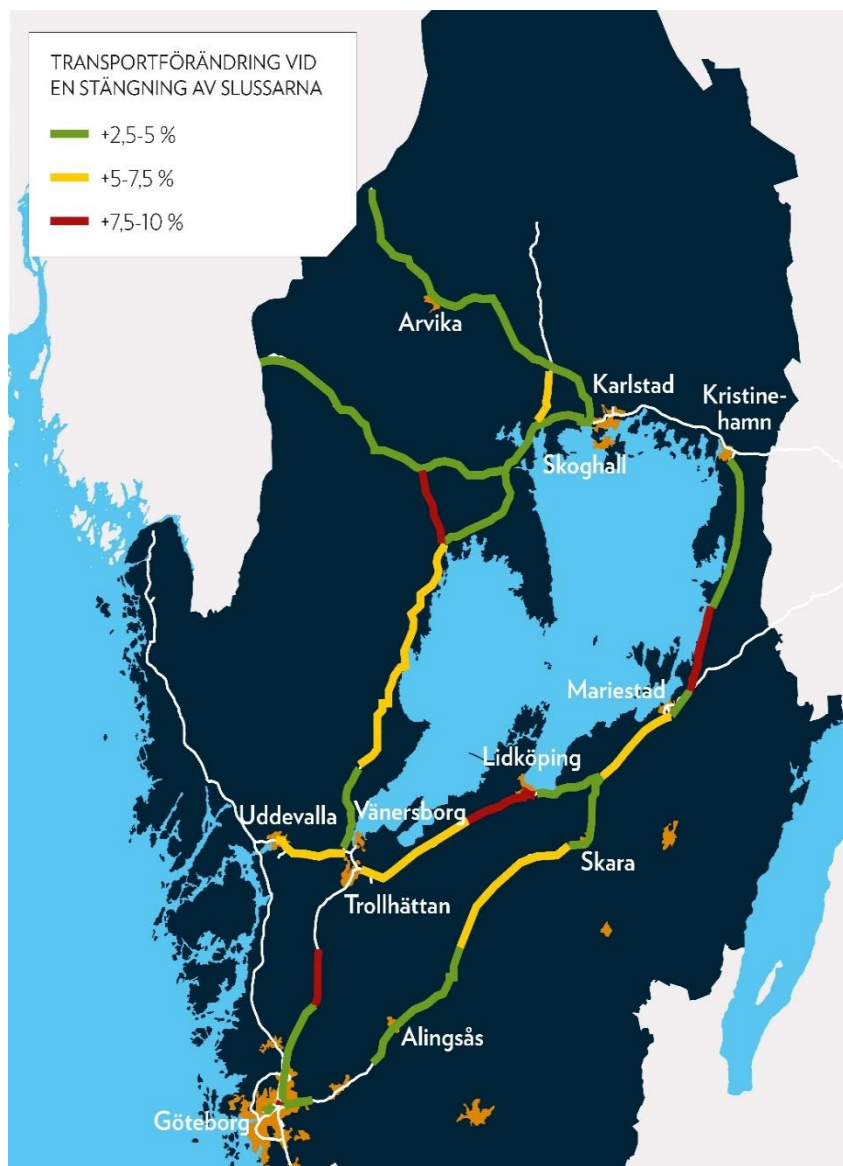 TRANSPORTFÖRÄNDRING VID
EN STÄNGNING AV SLUSSARNA
+2,5-5 %
+5-7,5 %
+7,5-10 %
Arvika
Karlstad
Kristine-
hamn
Skoghall
Mariestad
Lidköping
Uddevalla
Vänersborg
Skara
Trollhättan
Alingsås
Göteborg